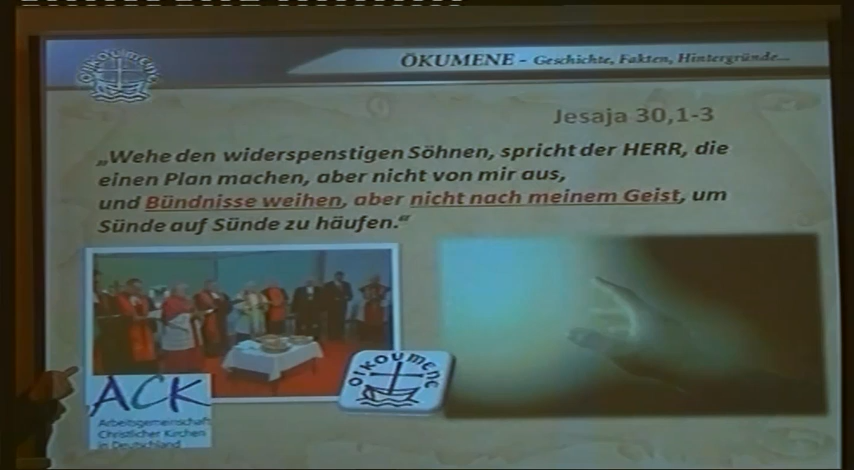 OIKOUMENE
ÖKUMENE - Geschichte, Fakten, Hintergründe...
Jesaja 30,1-3
„Wehe den widerspenstigen Söhnen, spricht der HERR, die
einen Plan machen, aber nicht von mir aus,
und Bündnisse weihen, aber nicht nach meinem Geist, um
Sünde auf Sünde zu häufen.“
OIKOUMENE
ACK
Arbeitsgemeinschaft
Christlicher Kirchen
in Deutschland